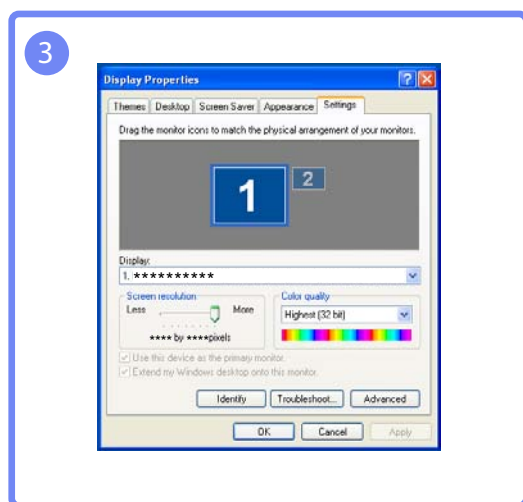 3
Display Properties
Themes Desktop Screen Saver Appearance Settings
Drag the monitor icons to match the physical arrangement of your monitors.
1 2
Display:
1. **********
Screen resolution Color quality
Less More Highest (32 bit)
**** by ****pixels
Use this device as the primary monitor.
Extend my Windows desktop onto this monitor.
Identify Troubleshoot... Advanced
OK Cancel Apply